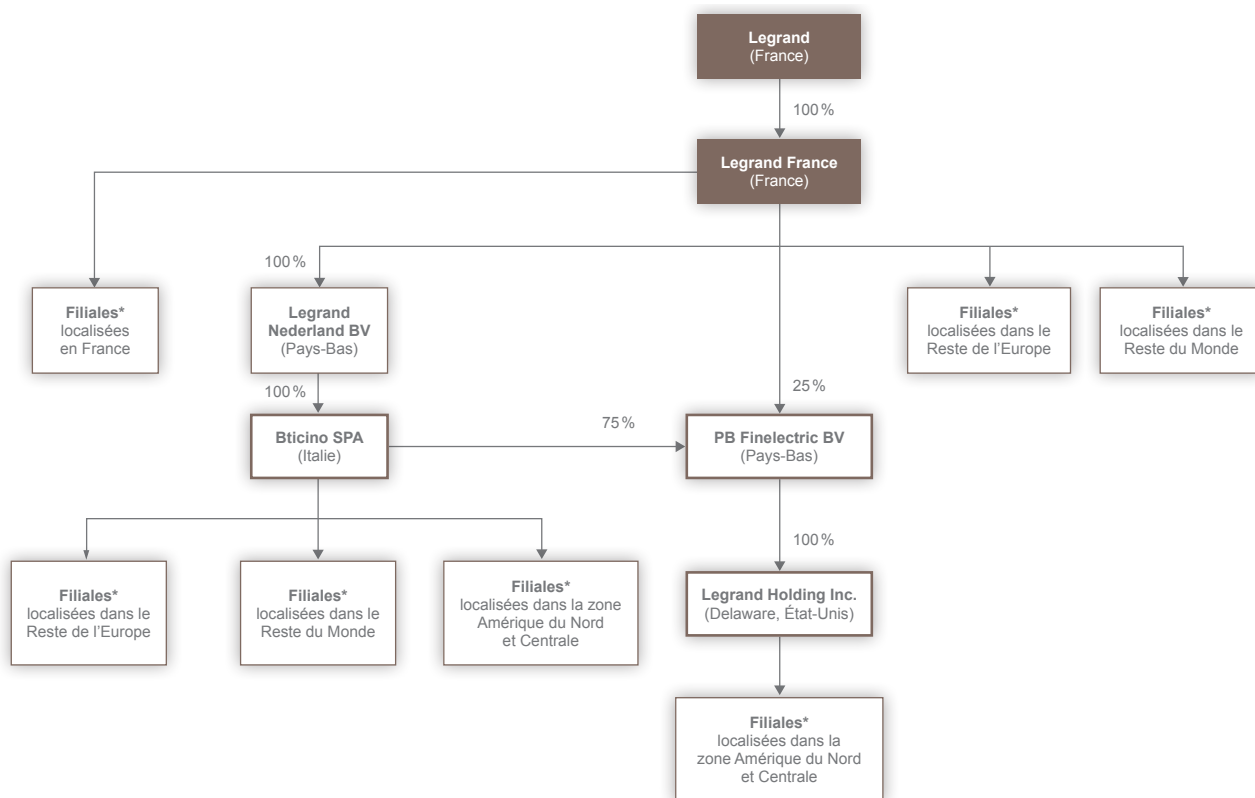 Legrand
(France)
100 %
Legrand France
(France)
100 %
Filiales*
localisées
en France
Legrand
Nederland BV
(Pays-Bas)
Filiales*
localisées dans le
Reste de l'Europe
Filiales*
localisées dans le
Reste du Monde
100 %
25 %
Bticino SPA
(Italie)
75 %
PB Finelectric BV
(Pays-Bas)
100 %
Filiales*
localisées dans le
Reste de l'Europe
Filiales*
localisées dans le
Reste du Monde
Filiales*
localisées dans la zone
Amérique du Nord
et Centrale
Legrand Holding Inc.
(Delaware, État-Unis)
Filiales*
localisées dans la
zone Amérique du Nord
et Centrale